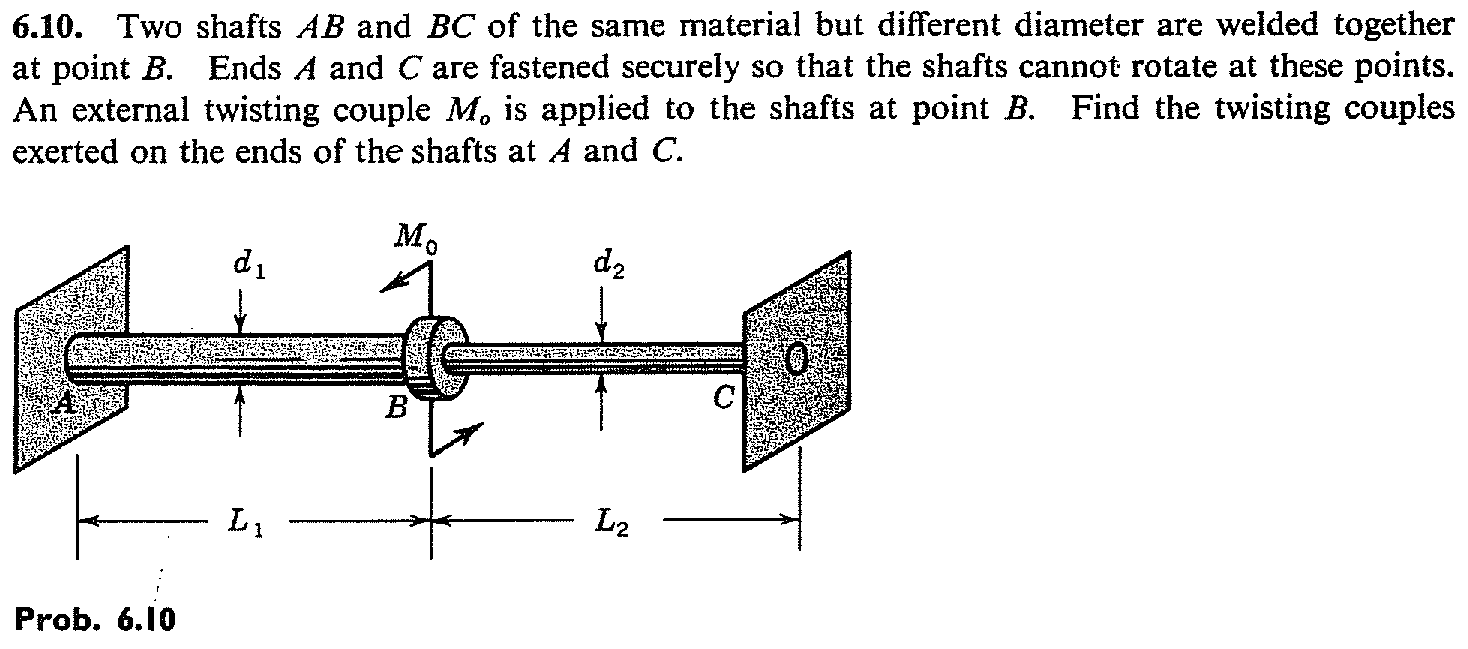 6.10. Two shafts AB and BC of the same material but different diameter are welded together
at point B. Ends A and C are fastened securely so that the shafts cannot rotate at these points.
An external twisting couple Mₒ is applied to the shafts at point B. Find the twisting couples
exerted on the ends of the shafts at A and C.
M₀
d₁
d₂
A
B
C
L₁
L₂
Prob. 6.10